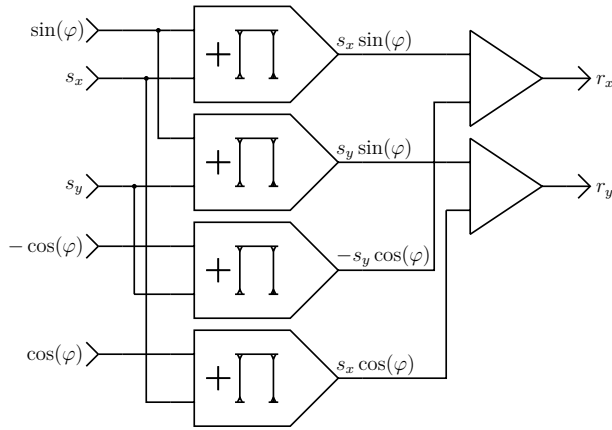 sin(φ)
s_x sin(φ)
s_x
r_x
s_y sin(φ)
s_y
r_y
− cos(φ)
−s_y cos(φ)
cos(φ)
s_x cos(φ)